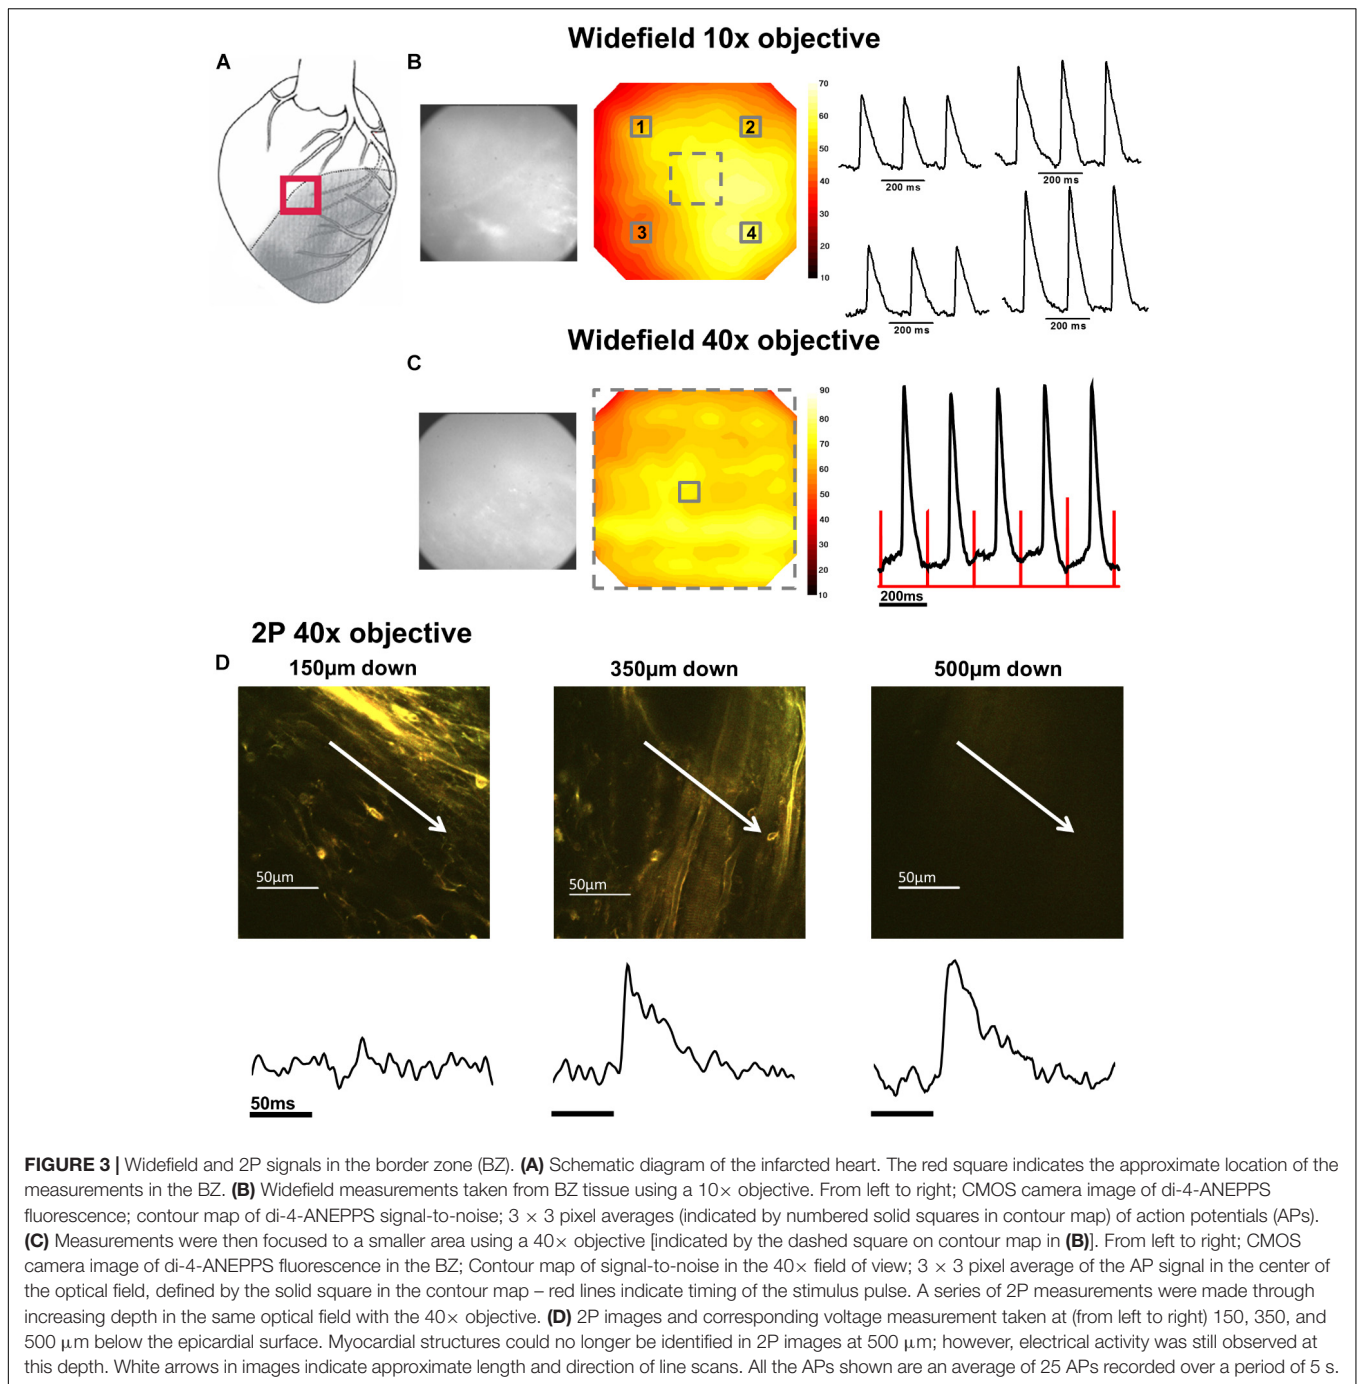 Widefield 10x objective
A
B
1
2
3
4
70
60
50
40
30
20
10
200 ms
200 ms
200 ms
200 ms
Widefield 40x objective
C
90
80
70
60
50
40
30
20
10
200ms
2P 40x objective
D
150µm down
350µm down
500µm down
50µm
50µm
50µm
50ms
FIGURE 3 | Widefield and 2P signals in the border zone (BZ). (A) Schematic diagram of the infarcted heart. The red square indicates the approximate location of the
measurements in the BZ. (B) Widefield measurements taken from BZ tissue using a 10× objective. From left to right; CMOS camera image of di-4-ANEPPS
fluorescence; contour map of di-4-ANEPPS signal-to-noise; 3 × 3 pixel averages (indicated by numbered solid squares in contour map) of action potentials (APs).
(C) Measurements were then focused to a smaller area using a 40× objective [indicated by the dashed square on contour map in (B)]. From left to right; CMOS
camera image of di-4-ANEPPS fluorescence in the BZ; Contour map of signal-to-noise in the 40× field of view; 3 × 3 pixel average of the AP signal in the center of
the optical field, defined by the solid square in the contour map – red lines indicate timing of the stimulus pulse. A series of 2P measurements were made through
increasing depth in the same optical field with the 40× objective. (D) 2P images and corresponding voltage measurement taken at (from left to right) 150, 350, and
500 µm below the epicardial surface. Myocardial structures could no longer be identified in 2P images at 500 µm; however, electrical activity was still observed at
this depth. White arrows in images indicate approximate length and direction of line scans. All the APs shown are an average of 25 APs recorded over a period of 5 s.